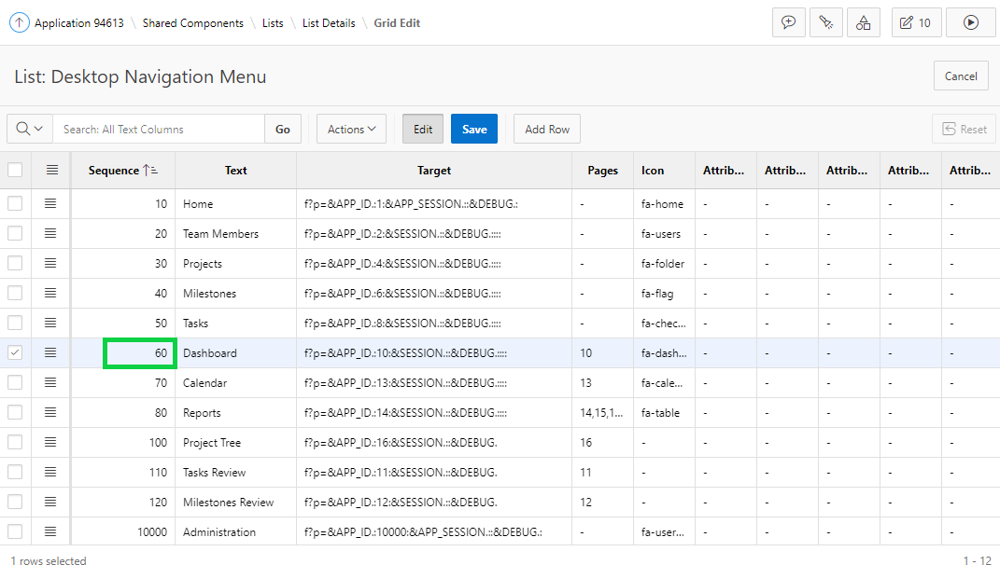 Application 94613 \ Shared Components \ Lists \ List Details \ Grid Edit 10
List: Desktop Navigation Menu Cancel
Search: All Text Columns Go Actions Edit Save Add Row Reset
Sequence Text Target Pages Icon Attrib... Attrib... Attrib... Attrib... Attrib...
10 Home f?p=&APP_ID.:1:&APP_SESSION.::&DEBUG.: - fa-home - - - - -
20 Team Members f?p=&APP_ID.:2:&SESSION.::&DEBUG.:::: - fa-users - - - - -
30 Projects f?p=&APP_ID.:4:&SESSION.::&DEBUG.:::: - fa-folder - - - - -
40 Milestones f?p=&APP_ID.:6:&SESSION.::&DEBUG.:::: - fa-flag - - - - -
50 Tasks f?p=&APP_ID.:8:&SESSION.::&DEBUG.:::: - fa-chec... - - - - -
60 Dashboard f?p=&APP_ID.:10:&SESSION.::&DEBUG.:::: 10 fa-dash... - - - - -
70 Calendar f?p=&APP_ID.:13:&SESSION.::&DEBUG.:::: 13 fa-cale... - - - - -
80 Reports f?p=&APP_ID.:14:&SESSION.::&DEBUG.:::: 14,15,1... fa-table - - - - -
100 Project Tree f?p=&APP_ID.:16:&SESSION.::&DEBUG. 16 - - - - - -
110 Tasks Review f?p=&APP_ID.:11:&SESSION.::&DEBUG. 11 - - - - - -
120 Milestones Review f?p=&APP_ID.:12:&SESSION.::&DEBUG. 12 - - - - - -
10000 Administration f?p=&APP_ID.:10000:&APP_SESSION.::&DEBUG.: - fa-user... - - - - -
1 rows selected 1 - 12